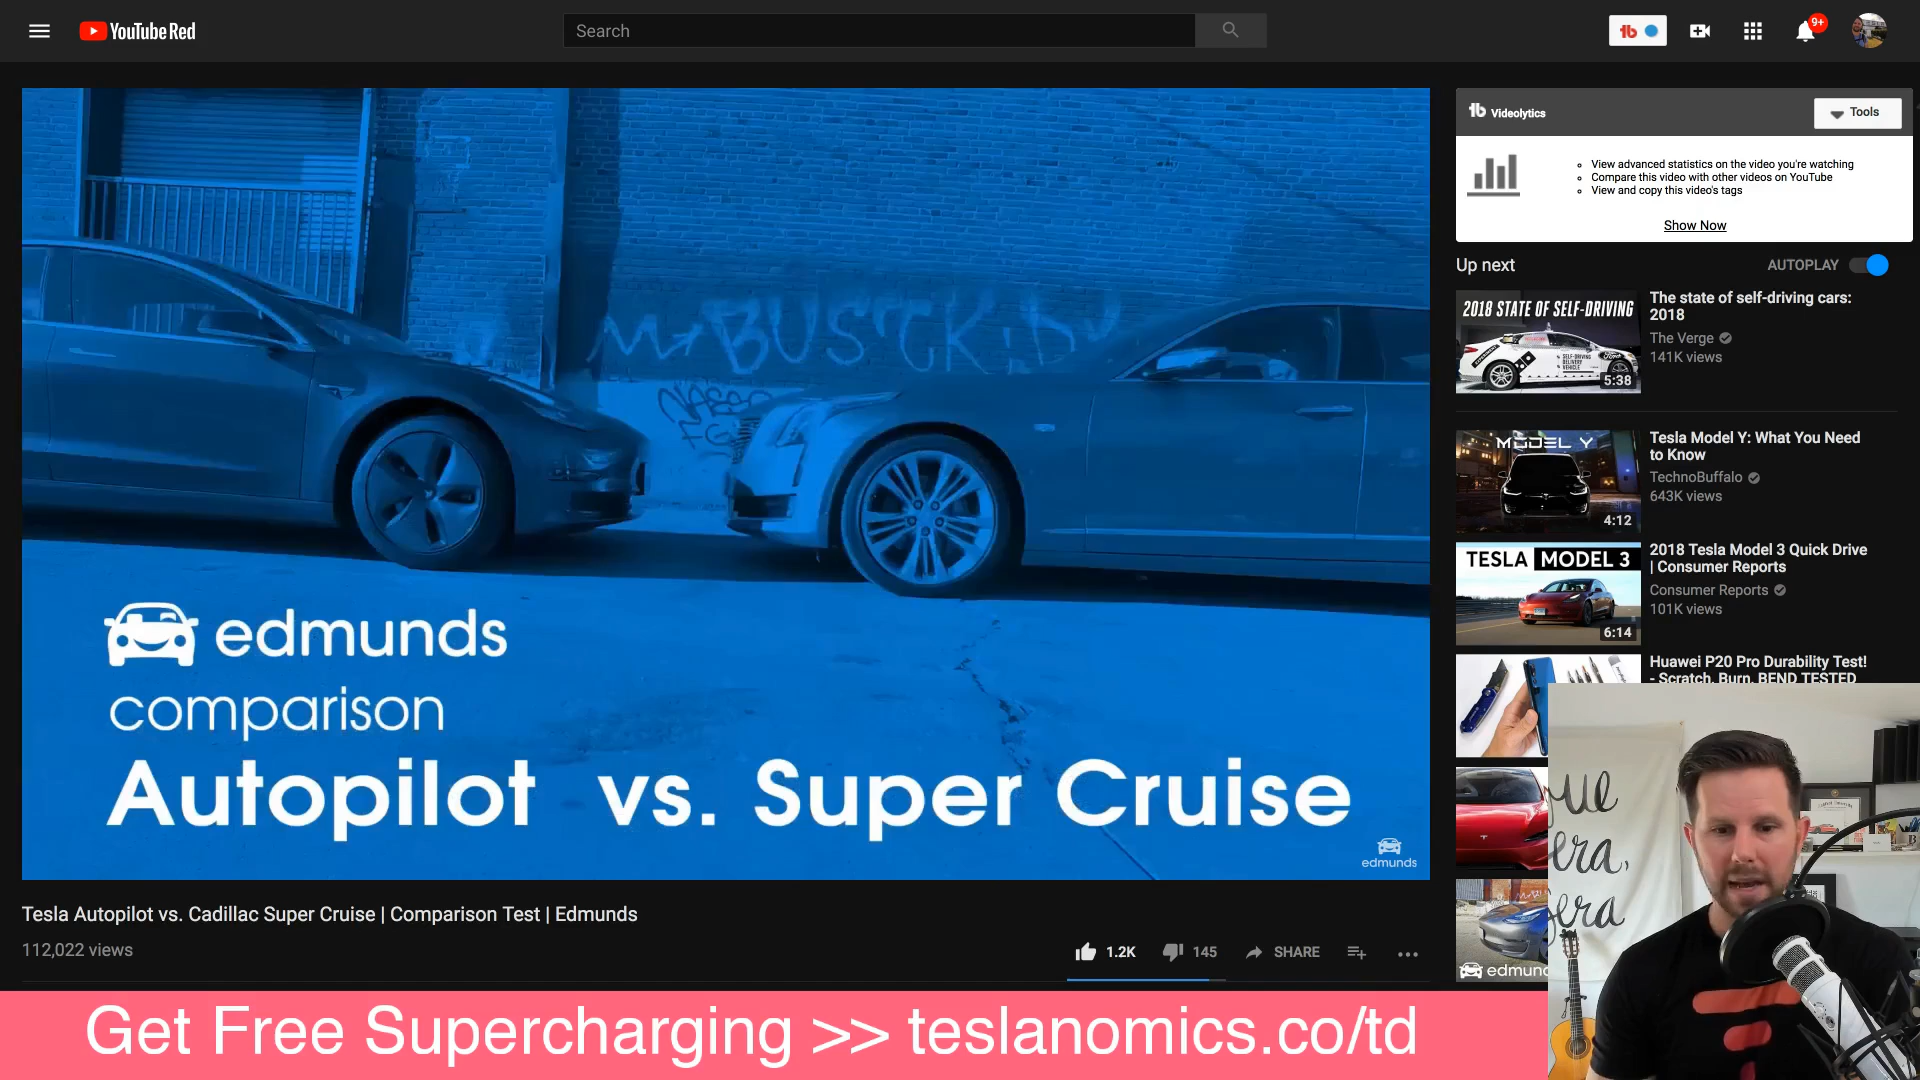 YouTube Red
Search
9+
Videolytics
Tools
View advanced statistics on the video you're watching
Compare this video with other videos on YouTube
View and copy this video's tags
Show Now
Up next
AUTOPLAY
2018 STATE OF SELF-DRIVING
5:38
The state of self-driving cars:
2018
The Verge
141K views
MODEL Y
4:12
Tesla Model Y: What You Need
to Know
TechnoBuffalo
643K views
TESLA MODEL 3
6:14
2018 Tesla Model 3 Quick Drive
| Consumer Reports
Consumer Reports
101K views
Huawei P20 Pro Durability Test!
- Scratch, Burn, BEND TESTED
edmunds
comparison
Autopilot vs. Super Cruise
edmunds
Tesla Autopilot vs. Cadillac Super Cruise | Comparison Test | Edmunds
112,022 views
1.2K
145
SHARE
Get Free Supercharging >> teslanomics.co/td